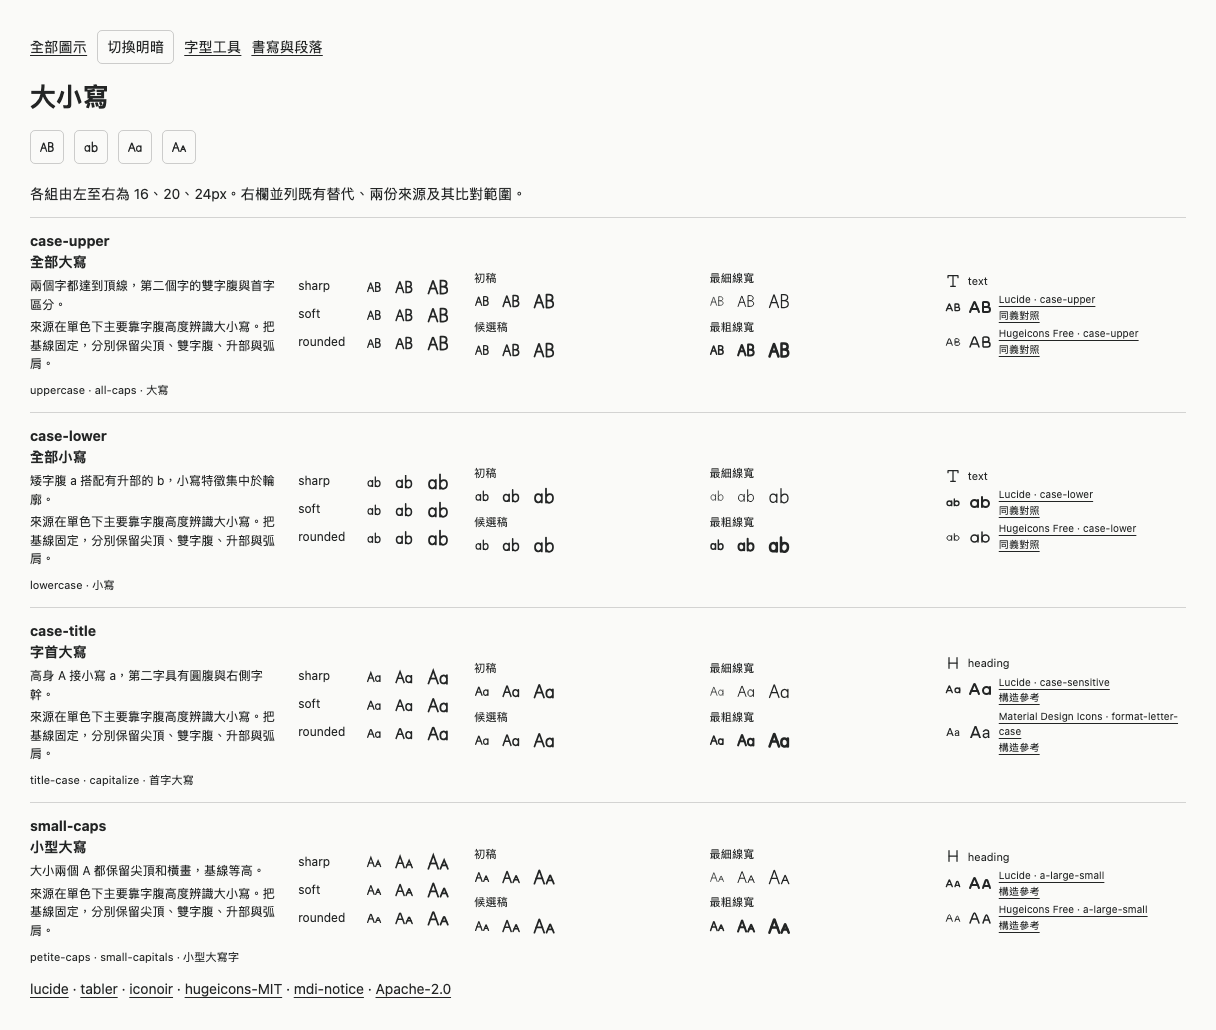 全部圖示 切換明暗 字型工具 書寫與段落
大小寫
AB ab Aa Aᴀ
各組由左至右為 16、20、24px。右欄並列既有替代、兩份來源及其比對範圍。
case-upper
全部大寫
兩個字都達到頂線，第二個字的雙字腹與首字
區分。
來源在單色下主要靠字腹高度辨識大小寫。把
基線固定，分別保留尖頂、雙字腹、升部與弧
肩。
uppercase · all-caps · 大寫
sharp AB AB AB
soft AB AB AB
rounded AB AB AB
初稿
AB AB AB
候選稿
AB AB AB
最細線寬
AB AB AB
最粗線寬
AB AB AB
T text
AB AB Lucide · case-upper
同義對照
AB AB Hugeicons Free · case-upper
同義對照
case-lower
全部小寫
矮字腹 a 搭配有升部的 b，小寫特徵集中於輪
廓。
來源在單色下主要靠字腹高度辨識大小寫。把
基線固定，分別保留尖頂、雙字腹、升部與弧
肩。
lowercase · 小寫
sharp ab ab ab
soft ab ab ab
rounded ab ab ab
初稿
ab ab ab
候選稿
ab ab ab
最細線寬
ab ab ab
最粗線寬
ab ab ab
T text
ab ab Lucide · case-lower
同義對照
ab ab Hugeicons Free · case-lower
同義對照
case-title
字首大寫
高身 A 接小寫 a，第二字具有圓腹與右側字
幹。
來源在單色下主要靠字腹高度辨識大小寫。把
基線固定，分別保留尖頂、雙字腹、升部與弧
肩。
title-case · capitalize · 首字大寫
sharp Aa Aa Aa
soft Aa Aa Aa
rounded Aa Aa Aa
初稿
Aa Aa Aa
候選稿
Aa Aa Aa
最細線寬
Aa Aa Aa
最粗線寬
Aa Aa Aa
H heading
Aa Aa Lucide · case-sensitive
構造參考
Aa Aa Material Design Icons · format-letter-
case
構造參考
small-caps
小型大寫
大小兩個 A 都保留尖頂和橫畫，基線等高。
來源在單色下主要靠字腹高度辨識大小寫。把
基線固定，分別保留尖頂、雙字腹、升部與弧
肩。
petite-caps · small-capitals · 小型大寫字
sharp Aᴀ Aᴀ Aᴀ
soft Aᴀ Aᴀ Aᴀ
rounded Aᴀ Aᴀ Aᴀ
初稿
Aᴀ Aᴀ Aᴀ
候選稿
Aᴀ Aᴀ Aᴀ
最細線寬
Aᴀ Aᴀ Aᴀ
最粗線寬
Aᴀ Aᴀ Aᴀ
H heading
Aᴀ Aᴀ Lucide · a-large-small
構造參考
Aᴀ Aᴀ Hugeicons Free · a-large-small
構造參考
lucide · tabler · iconoir · hugeicons-MIT · mdi-notice · Apache-2.0